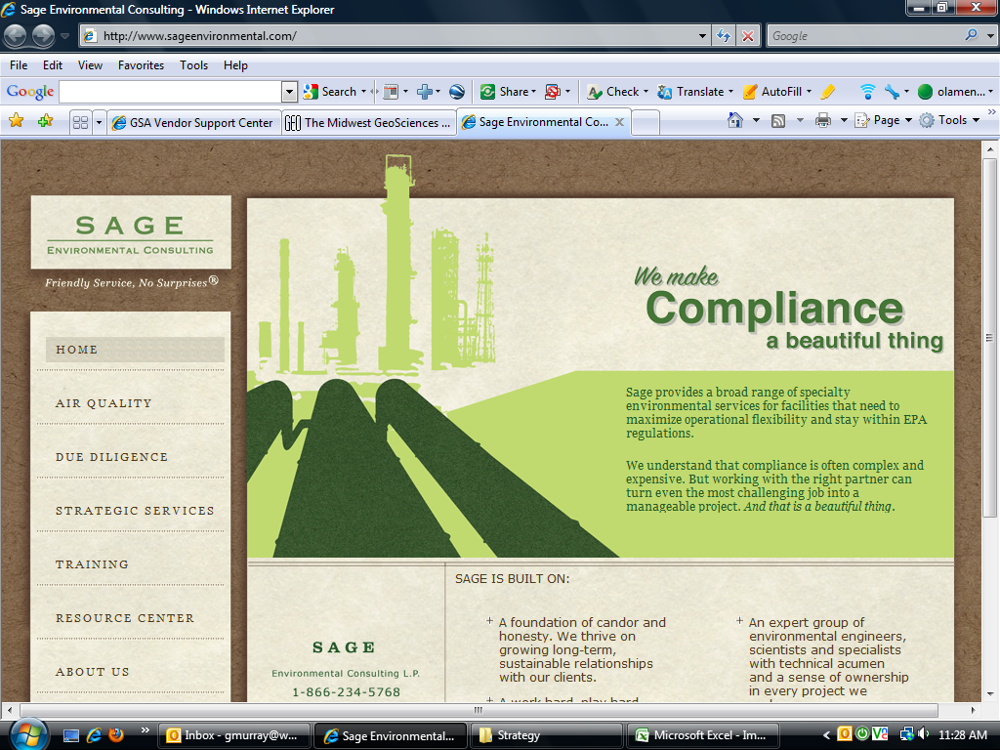 Sage Environmental Consulting - Windows Internet Explorer
http://www.sageenvironmental.com/
Google
File Edit View Favorites Tools Help
Google Search Share Check Translate AutoFill olamen...
GSA Vendor Support Center The Midwest GeoSciences ... Sage Environmental Co... Page Tools
SAGE
ENVIRONMENTAL CONSULTING
Friendly Service, No Surprises®
HOME
AIR QUALITY
DUE DILIGENCE
STRATEGIC SERVICES
TRAINING
RESOURCE CENTER
ABOUT US
We make
Compliance
a beautiful thing
Sage provides a broad range of specialty
environmental services for facilities that need to
maximize operational flexibility and stay within EPA
regulations.
We understand that compliance is often complex and
expensive. But working with the right partner can
turn even the most challenging job into a
manageable project. And that is a beautiful thing.
SAGE
Environmental Consulting L.P.
1-866-234-5768
SAGE IS BUILT ON:
+ A foundation of candor and
honesty. We thrive on
growing long-term,
sustainable relationships
with our clients.
+ A work hard, play hard
+ An expert group of
environmental engineers,
scientists and specialists
with technical acumen
and a sense of ownership
in every project we
Inbox - gmurray@w... Sage Environmental... Strategy Microsoft Excel - Im... 11:28 AM